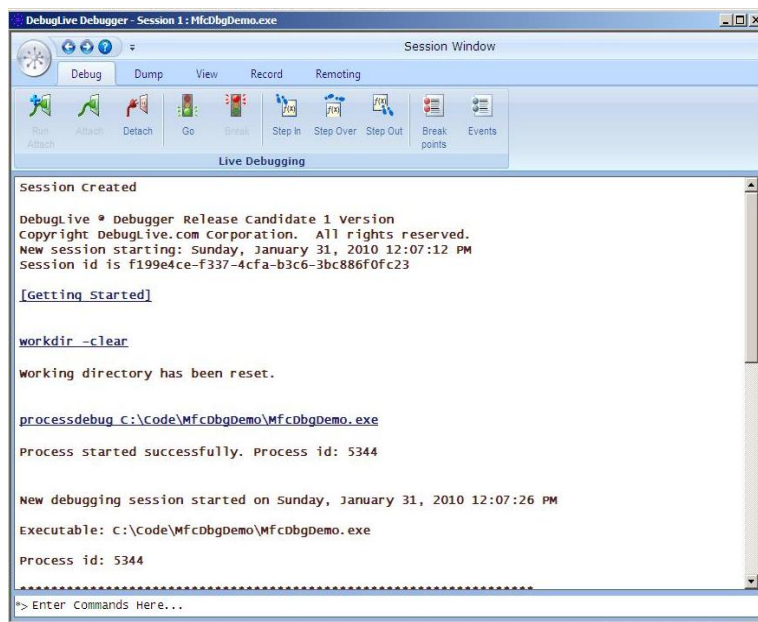 DebugLive Debugger - Session 1 : MfcDbgDemo.exe
Session Window
Debug Dump View Record Remoting
Run Attach
Attach
Detach
Go
Break
Step In
Step Over
Step Out
Break points
Events
Live Debugging
Session Created
DebugLive ® Debugger Release Candidate 1 Version
Copyright DebugLive.com Corporation. All rights reserved.
New session starting: Sunday, January 31, 2010 12:07:12 PM
Session id is f199e4ce-f337-4cfa-b3c6-3bc886f0fc23
[Getting Started]
workdir -clear
Working directory has been reset.
processdebug C:\Code\MfcDbgDemo\MfcDbgDemo.exe
Process started successfully. Process id: 5344
New debugging session started on Sunday, January 31, 2010 12:07:26 PM
Executable: C:\Code\MfcDbgDemo\MfcDbgDemo.exe
Process id: 5344
*> Enter Commands Here...